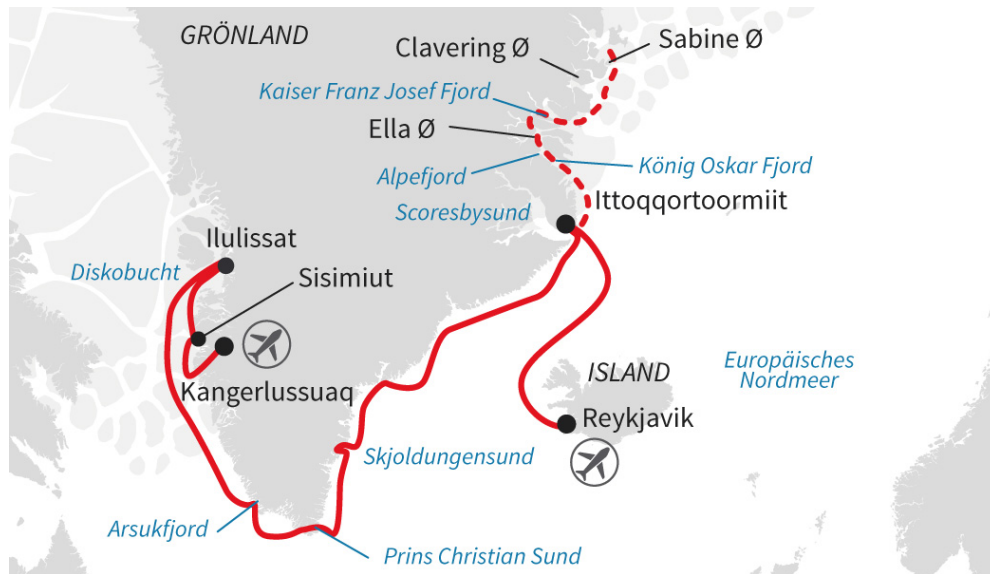 GRÖNLAND
Clavering Ø
Sabine Ø
Kaiser Franz Josef Fjord
Ella Ø
Alpefjord
König Oskar Fjord
Scoresbysund
Ittoqqortoormiit
Ilulissat
Diskobucht
Sisimiut
Kangerlussuaq
ISLAND
Europäisches
Nordmeer
Reykjavik
Skjoldungensund
Arsukfjord
Prins Christian Sund